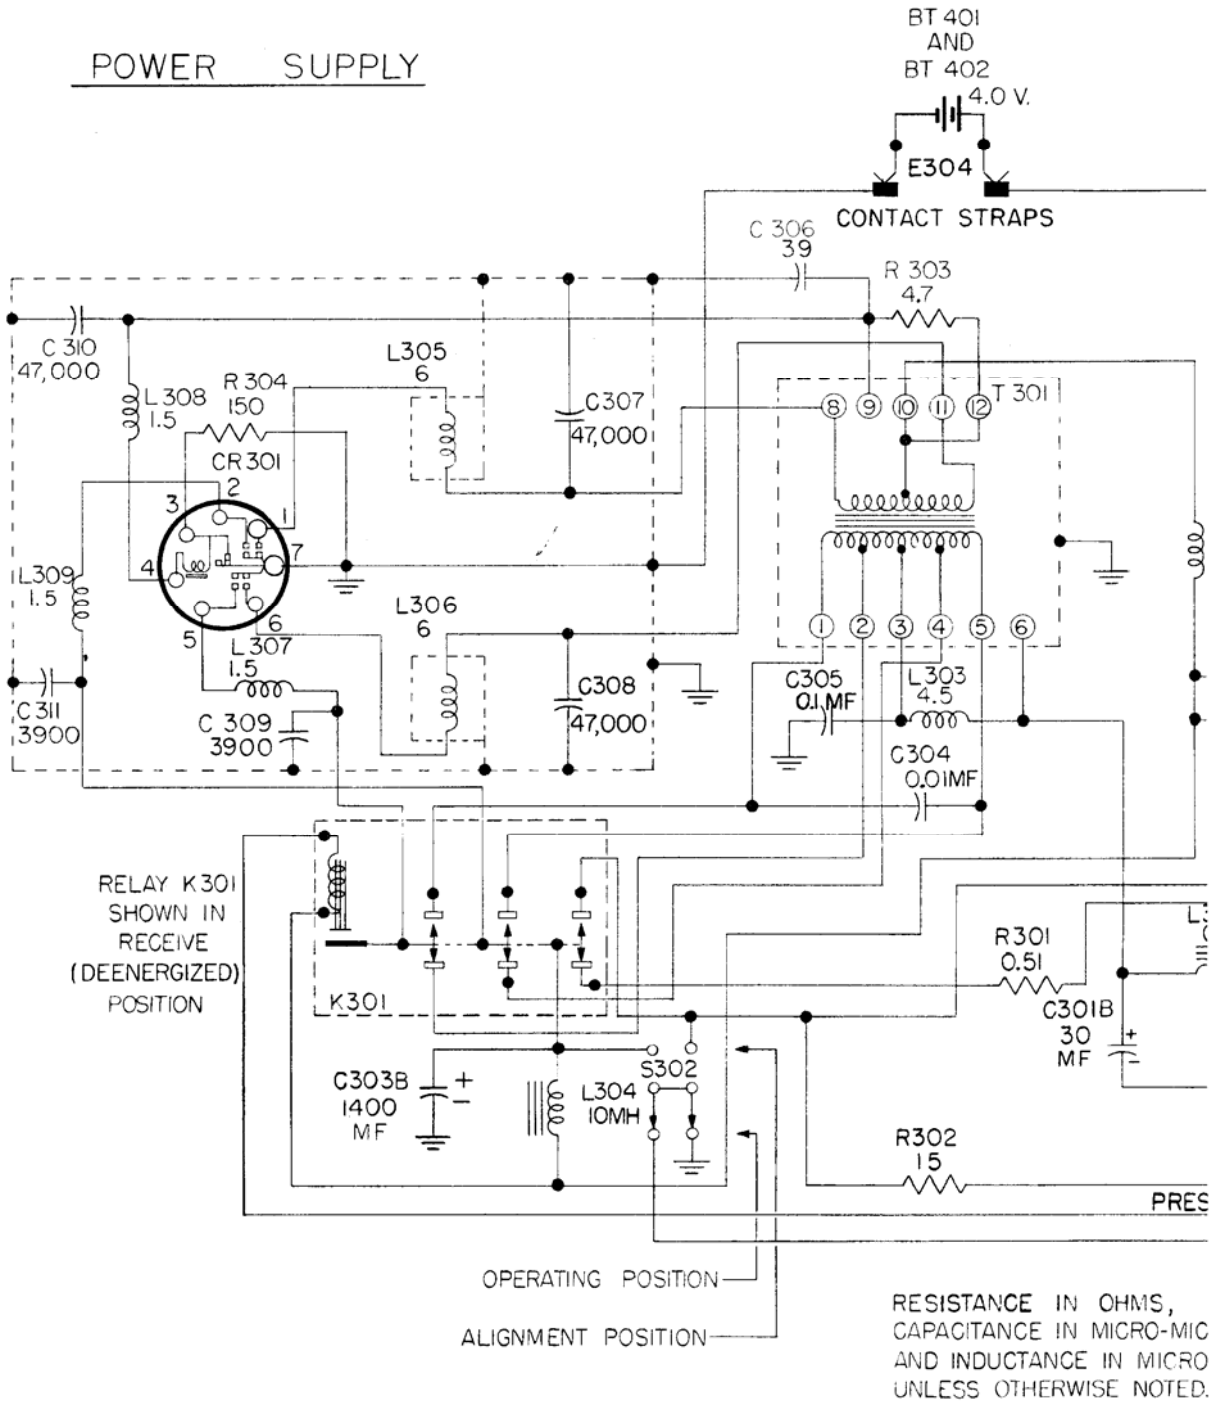 POWER SUPPLY
BT 401
AND
BT 402
4.0 V.
E304
CONTACT STRAPS
C 306
39
R 303
4.7
C 310
47,000
L308
1.5
R 304
150
L305
6
C307
47,000
T 301
8 9 10 11 12
CR 301
1
2
3
4
5
6
7
L309
1.5
L306
6
L307
1.5
C 311
3900
C 309
3900
C308
47,000
1 2 3 4 5 6
C305
0.1MF
L303
4.5
C304
0.01MF
RELAY K301
SHOWN IN
RECEIVE
(DEENERGIZED)
POSITION
K301
R301
0.51
C301B
30
MF
+
-
C303B
1400
MF
+
-
L304
10MH
S302
R302
15
PRES
OPERATING POSITION
ALIGNMENT POSITION
RESISTANCE IN OHMS,
CAPACITANCE IN MICRO-MIC
AND INDUCTANCE IN MICRO
UNLESS OTHERWISE NOTED.